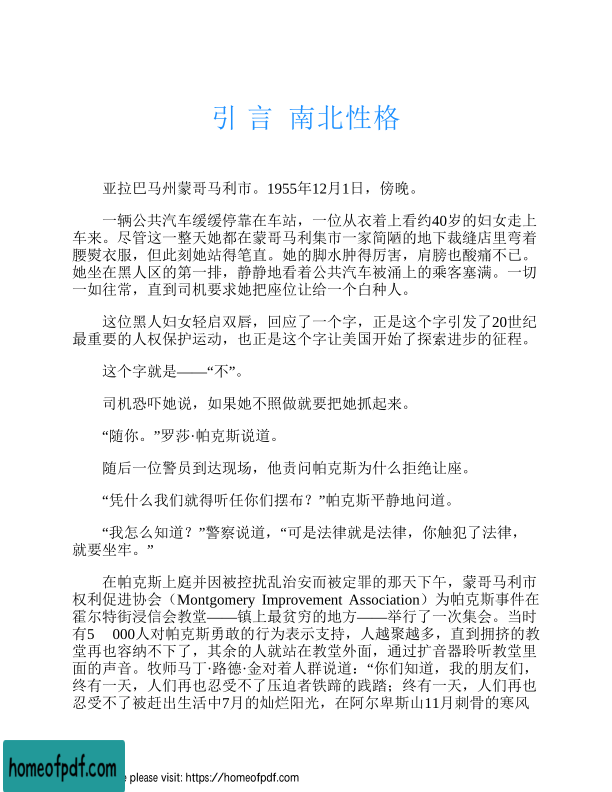 引 言 南北性格
亚拉巴马州蒙哥马利市。1955年12月1日，傍晚。
一辆公共汽车缓缓停靠在车站，一位从衣着上看约40岁的妇女走上
车来。尽管这一整天她都在蒙哥马利集市一家简陋的地下裁缝店里弯着
腰熨衣服，但此刻她站得笔直。她的脚水肿得厉害，肩膀也酸痛不已。
她坐在黑人区的第一排，静静地看着公共汽车被涌上的乘客塞满。一切
一如往常，直到司机要求她把座位让给一个白种人。
这位黑人妇女轻启双唇，回应了一个字，正是这个字引发了20世纪
最重要的人权保护运动，也正是这个字让美国开始了探索进步的征程。
这个字就是——“不”。
司机恐吓她说，如果她不照做就要把她抓起来。
“随你。”罗莎·帕克斯说道。
随后一位警员到达现场，他责问帕克斯为什么拒绝让座。
“凭什么我们就得听任你们摆布？”帕克斯平静地问道。
“我怎么知道？”警察说道，“可是法律就是法律，你触犯了法律，
就要坐牢。”
在帕克斯上庭并因被控扰乱治安而被定罪的那天下午，蒙哥马利市
权利促进协会（Montgomery Improvement Association）为帕克斯事件在
霍尔特街浸信会教堂——镇上最贫穷的地方——举行了一次集会。当时
有5 000人对帕克斯勇敢的行为表示支持，人越聚越多，直到拥挤的教
堂再也容纳不下了，其余的人就站在教堂外面，通过扩音器聆听教堂里
面的声音。牧师马丁·路德·金对着人群说道：“你们知道，我的朋友们，
终有一天，人们再也忍受不了压迫者铁蹄的践踏；终有一天，人们再也
忍受不了被赶出生活中7月的灿烂阳光，在阿尔卑斯山11月刺骨的寒风
homeofpdf.com
e please visit: https://homeofpdf.com